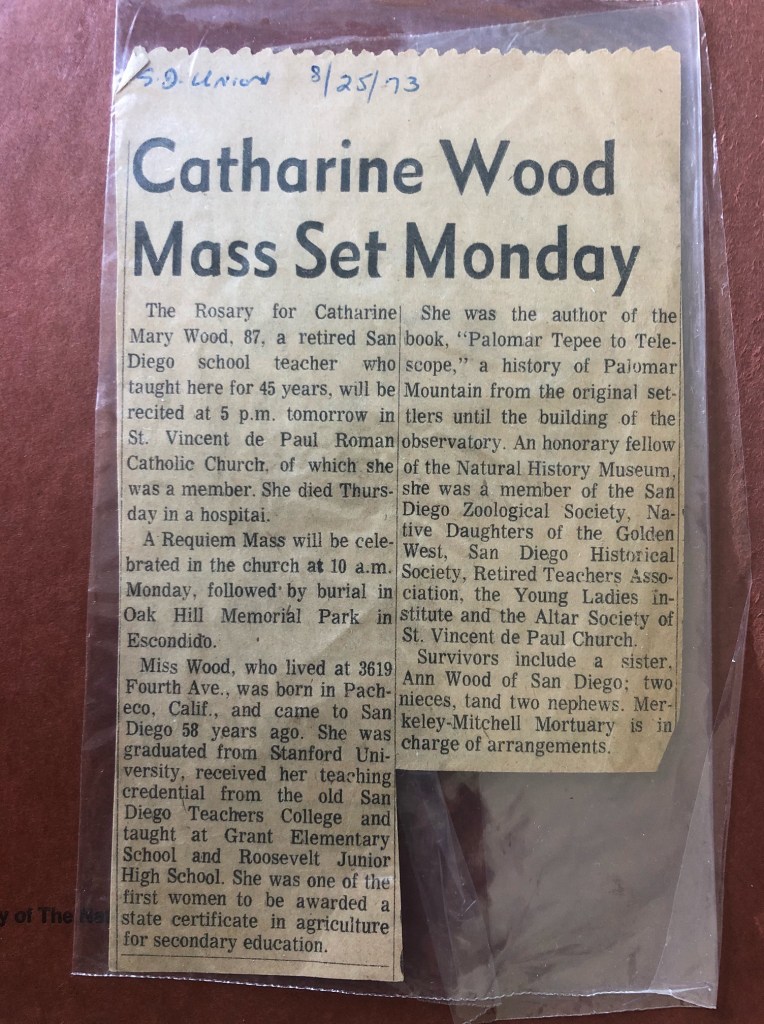 S.D. Union 8/25/73
Catharine Wood
Mass Set Monday
The Rosary for Catharine
Mary Wood, 87, a retired San
Diego school teacher who
taught here for 45 years, will be
recited at 5 p.m. tomorrow in
St. Vincent de Paul Roman
Catholic Church, of which she
was a member. She died Thurs-
day in a hospital.
A Requiem Mass will be cele-
brated in the church at 10 a.m.
Monday, followed by burial in
Oak Hill Memorial Park in
Escondido.
Miss Wood, who lived at 3619
Fourth Ave., was born in Pach-
eco, Calif., and came to San
Diego 58 years ago. She was
graduated from Stanford Uni-
versity, received her teaching
credential from the old San
Diego Teachers College and
taught at Grant Elementary
School and Roosevelt Junior
High School. She was one of the
first women to be awarded a
state certificate in agriculture
for secondary education.
She was the author of the
book, “Palomar Tepee to Tele-
scope,” a history of Palomar
Mountain from the original set-
tlers until the building of the
observatory. An honorary fellow
of the Natural History Museum,
she was a member of the San
Diego Zoological Society, Na-
tive Daughters of the Golden
West, San Diego Historical
Society, Retired Teachers Asso-
ciation, the Young Ladies In-
stitute and the Altar Society of
St. Vincent de Paul Church.
Survivors include a sister,
Ann Wood of San Diego; two
nieces, tand two nephews. Mer-
keley-Mitchell Mortuary is in
charge of arrangements.
y of The Na